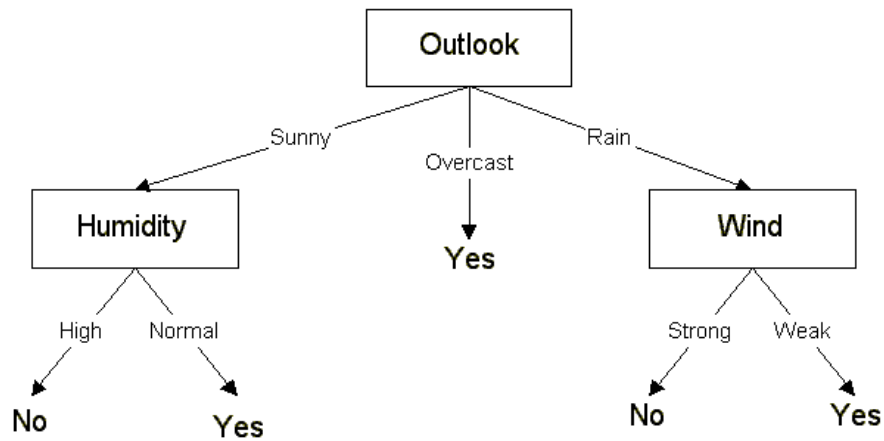 Outlook
Sunny
Overcast
Rain
Humidity
Yes
Wind
High
Normal
Strong
Weak
No
Yes
No
Yes